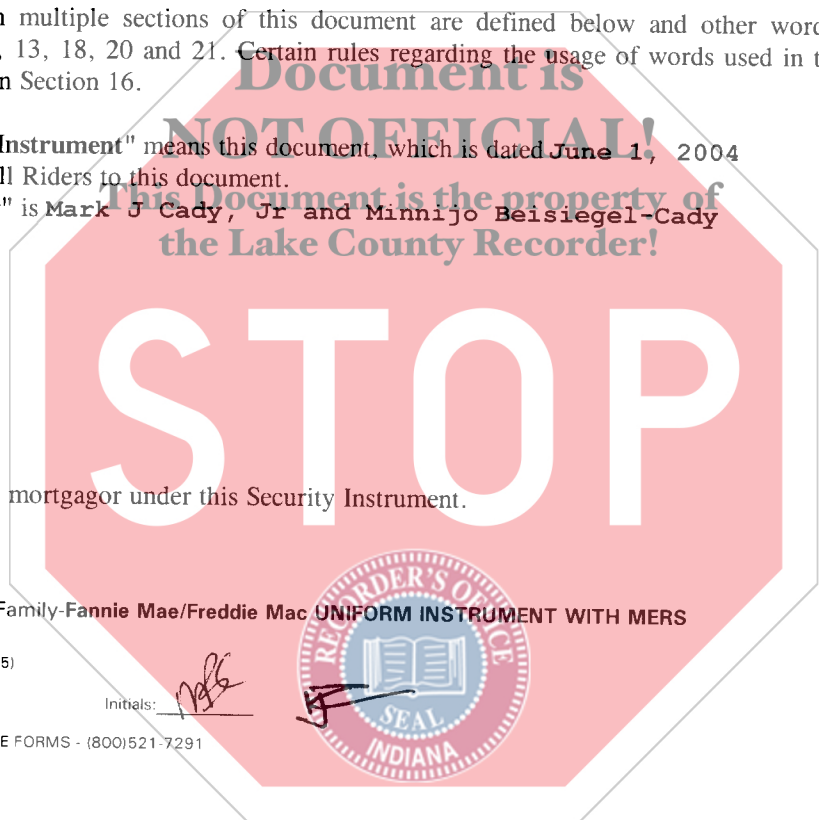 multiple sections of this document are defined below and other word
, 13, 18, 20 and 21. Certain rules regarding the usage of words used in t
n Section 16.
Document is
NOT OFFICIAL!
Instrument" means this document, which is dated June 1, 2004
ll Riders to this document.
This Document is the property of
" is Mark J Cady, Jr and Minnijo Beisiegel-Cady
the Lake County Recorder!
STOP
mortgagor under this Security Instrument.
RECORDER'S OFFICE
Family-Fannie Mae/Freddie Mac UNIFORM INSTRUMENT WITH MERS
5)
Initials:
SEAL
E FORMS - (800)521-7291
INDIANA